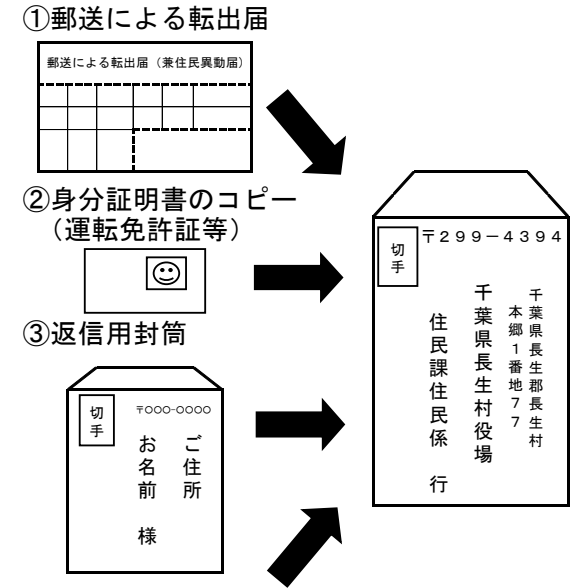 ①郵送による転出届
郵送による転出届（兼住民異動届）
②身分証明書のコピー
（運転免許証等）
③返信用封筒
切手
〒000-0000
ご住所
お名前　様
切手
〒２９９－４３９４
千葉県長生郡長生村
本郷１番地７７
千葉県長生村役場
住民課住民係　行